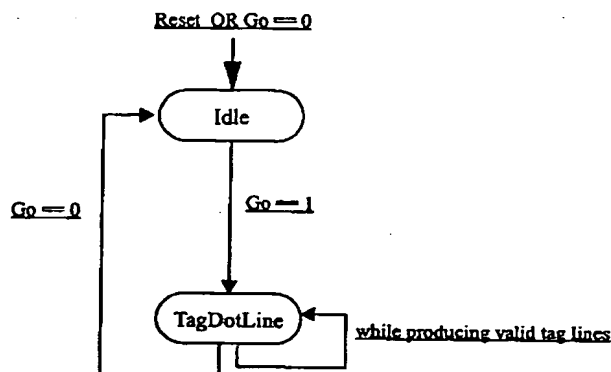 Reset OR Go == 0
Idle
Go == 0
Go == 1
TagDotLine
while producing valid tag lines